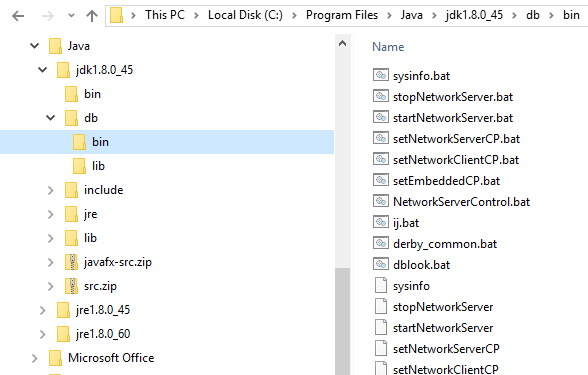 This PC > Local Disk (C:) > Program Files > Java > jdk1.8.0_45 > db > bin
Java
jdk1.8.0_45
bin
db
bin
lib
include
jre
lib
javafx-src.zip
src.zip
jre1.8.0_45
jre1.8.0_60
Microsoft Office
Name
sysinfo.bat
stopNetworkServer.bat
startNetworkServer.bat
setNetworkServerCP.bat
setNetworkClientCP.bat
setEmbeddedCP.bat
NetworkServerControl.bat
ij.bat
derby_common.bat
dblook.bat
sysinfo
stopNetworkServer
startNetworkServer
setNetworkServerCP
setNetworkClientCP